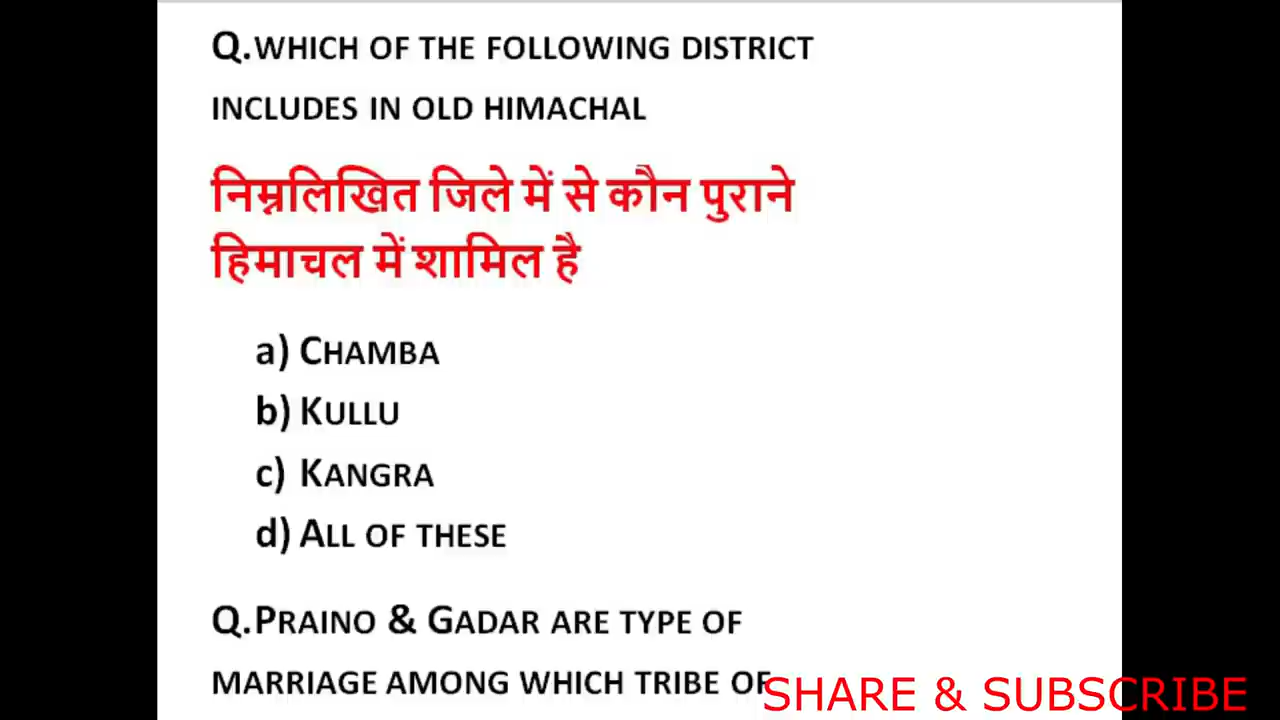 Q.WHICH OF THE FOLLOWING DISTRICT
INCLUDES IN OLD HIMACHAL
निम्नलिखित जिले में से कौन पुराने
हिमाचल में शामिल है
a) CHAMBA
b) KULLU
c) KANGRA
d) ALL OF THESE
Q.PRAINO & GADAR ARE TYPE OF
MARRIAGE AMONG WHICH TRIBE OF
SHARE & SUBSCRIBE